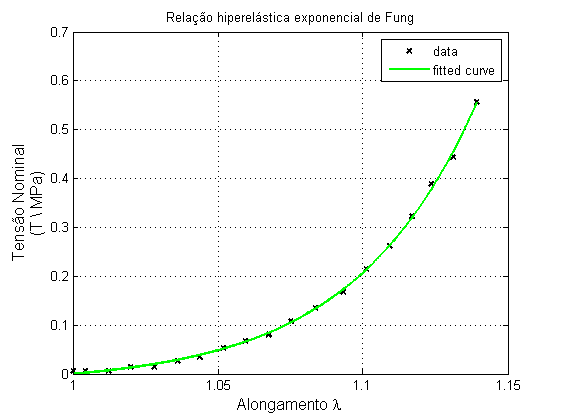 Relação hiperelástica exponencial de Fung
0.7
0.6
0.5
0.4
0.3
0.2
0.1
0
Tensão Nominal
(T \ MPa)
data
fitted curve
1.05
1.1
1.15
Alongamento λ